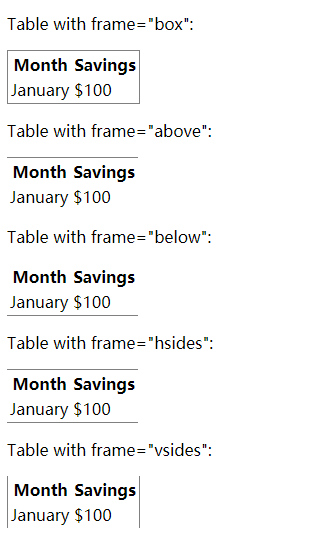 Table with frame="box":
Month Savings
January $100
Table with frame="above":
Month Savings
January $100
Table with frame="below":
Month Savings
January $100
Table with frame="hsides":
Month Savings
January $100
Table with frame="vsides":
Month Savings
January $100